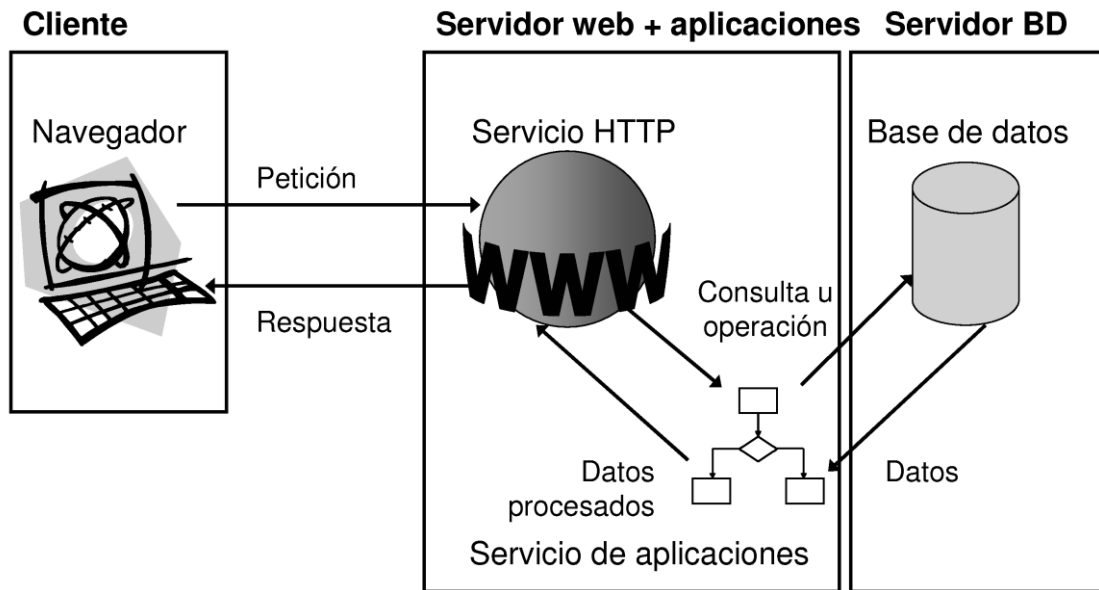 Cliente
Servidor web + aplicaciones
Servidor BD
Navegador
Servicio HTTP
Base de datos
Petición
WWW
Respuesta
Consulta u
operación
Datos
procesados
Datos
Servicio de aplicaciones